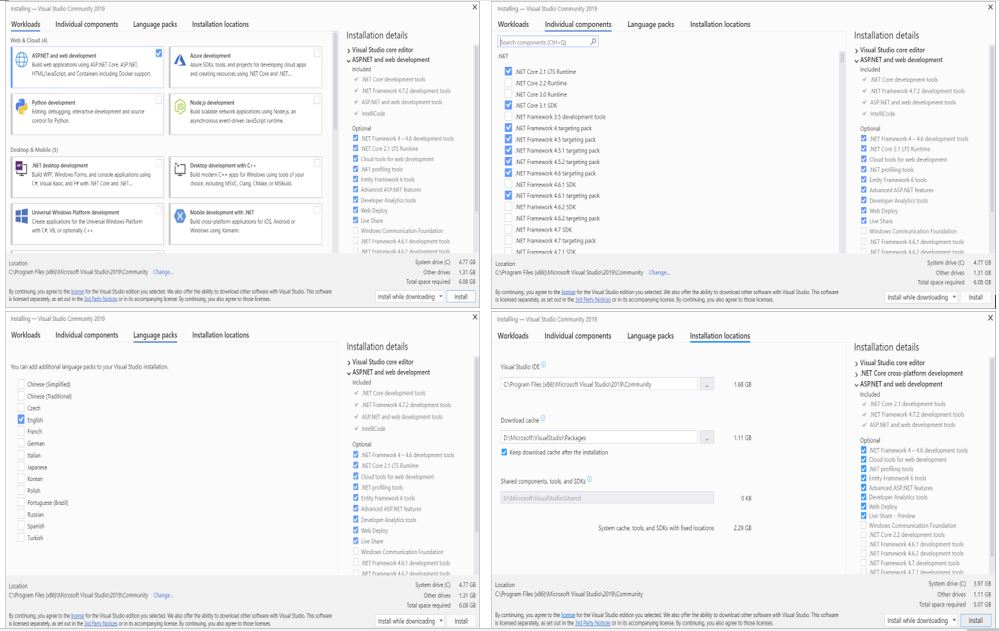 Installing — Visual Studio Community 2019
Workloads Individual components Language packs Installation locations
Web & Cloud (4)
ASP.NET and web development
Build web applications using ASP.NET Core, ASP.NET,
HTML/JavaScript, and Containers including Docker support.
Azure development
Azure SDKs, tools, and projects for developing cloud apps
and creating resources using .NET Core and .NET...
Python development
Editing, debugging, interactive development and source
control for Python.
Node.js development
Build scalable network applications using Node.js, an
asynchronous event-driven JavaScript runtime.
Desktop & Mobile (5)
.NET desktop development
Build WPF, Windows Forms, and console applications using
C#, Visual Basic, and F# with .NET Core and .NET...
Desktop development with C++
Build modern C++ apps for Windows using tools of your
choice, including MSVC, Clang, CMake, or MSBuild.
Universal Windows Platform development
Create applications for the Universal Windows Platform
with C#, VB, or optionally C++.
Mobile development with .NET
Build cross-platform applications for iOS, Android or
Windows using Xamarin.
Installation details
Visual Studio core editor
ASP.NET and web development
Included
.NET Core development tools
.NET Framework 4.7.2 development tools
ASP.NET and web development tools
IntelliCode
Optional
.NET Framework 4 – 4.6 development tools
.NET Core 2.1 LTS Runtime
Cloud tools for web development
.NET profiling tools
Entity Framework 6 tools
Advanced ASP.NET features
Developer Analytics tools
Web Deploy
Live Share
Windows Communication Foundation
.NET Framework 4.6.1 development tools
.NET Framework 4.6.2 development tools
Location
C:\Program Files (x86)\Microsoft Visual Studio\2019\Community Change...
System drive (C) 4.77 GB
Other drives 1.31 GB
Total space required 6.08 GB
By continuing, you agree to the license for the Visual Studio edition you selected. We also offer the ability to download other software with Visual Studio. This software
is licensed separately, as set out in the 3rd Party Notices or in its accompanying license. By continuing, you also agree to those licenses.
Install while downloading Install
Installing — Visual Studio Community 2019
Workloads Individual components Language packs Installation locations
Search components (Ctrl+Q)
.NET
.NET Core 2.1 LTS Runtime
.NET Core 2.2 Runtime
.NET Core 3.0 Runtime
.NET Core 3.1 SDK
.NET Framework 3.5 development tools
.NET Framework 4 targeting pack
.NET Framework 4.5 targeting pack
.NET Framework 4.5.1 targeting pack
.NET Framework 4.5.2 targeting pack
.NET Framework 4.6 targeting pack
.NET Framework 4.6.1 SDK
.NET Framework 4.6.1 targeting pack
.NET Framework 4.6.2 SDK
.NET Framework 4.6.2 targeting pack
.NET Framework 4.7 SDK
.NET Framework 4.7 targeting pack
.NET Framework 4.7.1 SDK
Installation details
Visual Studio core editor
ASP.NET and web development
Included
.NET Core development tools
.NET Framework 4.7.2 development tools
ASP.NET and web development tools
IntelliCode
Optional
.NET Framework 4 – 4.6 development tools
.NET Core 2.1 LTS Runtime
Cloud tools for web development
.NET profiling tools
Entity Framework 6 tools
Advanced ASP.NET features
Developer Analytics tools
Web Deploy
Live Share
Windows Communication Foundation
.NET Framework 4.6.1 development tools
.NET Framework 4.6.2 development tools
Location
C:\Program Files (x86)\Microsoft Visual Studio\2019\Community Change...
System drive (C) 4.77 GB
Other drives 1.31 GB
Total space required 6.08 GB
By continuing, you agree to the license for the Visual Studio edition you selected. We also offer the ability to download other software with Visual Studio. This software
is licensed separately, as set out in the 3rd Party Notices or in its accompanying license. By continuing, you also agree to those licenses.
Install while downloading Install
Installing — Visual Studio Community 2019
Workloads Individual components Language packs Installation locations
You can add additional language packs to your Visual Studio installation.
Chinese (Simplified)
Chinese (Traditional)
Czech
English
French
German
Italian
Japanese
Korean
Polish
Portuguese (Brazil)
Russian
Spanish
Turkish
Installation details
Visual Studio core editor
ASP.NET and web development
Included
.NET Core development tools
.NET Framework 4.7.2 development tools
ASP.NET and web development tools
IntelliCode
Optional
.NET Framework 4 – 4.6 development tools
.NET Core 2.1 LTS Runtime
Cloud tools for web development
.NET profiling tools
Entity Framework 6 tools
Advanced ASP.NET features
Developer Analytics tools
Web Deploy
Live Share
Windows Communication Foundation
.NET Framework 4.6.1 development tools
.NET Framework 4.6.2 development tools
Location
C:\Program Files (x86)\Microsoft Visual Studio\2019\Community Change...
System drive (C) 4.77 GB
Other drives 1.31 GB
Total space required 6.08 GB
By continuing, you agree to the license for the Visual Studio edition you selected. We also offer the ability to download other software with Visual Studio. This software
is licensed separately, as set out in the 3rd Party Notices or in its accompanying license. By continuing, you also agree to those licenses.
Install while downloading Install
Installing — Visual Studio Community 2019
Workloads Individual components Language packs Installation locations
Visual Studio IDE
C:\Program Files (x86)\Microsoft Visual Studio\2019\Community ... 1.68 GB
Download cache
D:\Microsoft\VisualStudio\Packages ... 1.11 GB
Keep download cache after the installation
Shared components, tools, and SDKs
D:\Microsoft\VisualStudio\Shared 0 KB
System cache, tools, and SDKs with fixed locations 2.29 GB
Installation details
Visual Studio core editor
.NET Core cross-platform development
ASP.NET and web development
Included
.NET Core 2.1 development tools
.NET Framework 4.7.2 development tools
ASP.NET and web development tools
Optional
.NET Framework 4 – 4.6 development tools
Cloud tools for web development
.NET profiling tools
Entity Framework 6 tools
Advanced ASP.NET features
Developer Analytics tools
Web Deploy
Live Share - Preview
Windows Communication Foundation
.NET Core 2.2 development tools
.NET Framework 4.6.1 development tools
.NET Framework 4.6.2 development tools
.NET Framework 4.7 development tools
.NET Framework 4.7.1 development tools
Location
C:\Program Files (x86)\Microsoft Visual Studio\2019\Community
System drive (C) 3.97 GB
Other drives 1.11 GB
Total space required 5.07 GB
By continuing, you agree to the license for the Visual Studio edition you selected. We also offer the ability to download other software with Visual Studio. This software
is licensed separately, as set out in the 3rd Party Notices or in its accompanying license. By continuing, you also agree to those licenses.
Install while downloading Install